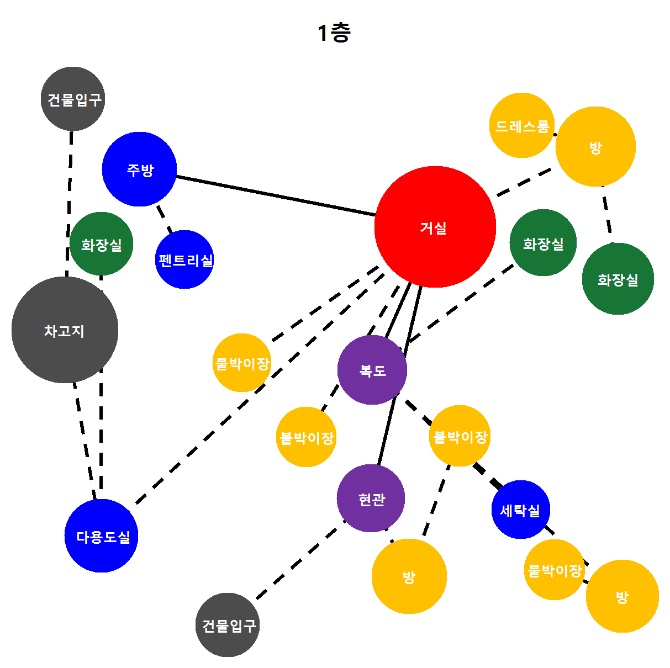 1층
건물입구
드레스룸
방
주방
거실
화장실
화장실
펜트리실
화장실
차고지
붙박이장
복도
붙박이장
붙박이장
현관
세탁실
다용도실
방
붙박이장
방
건물입구